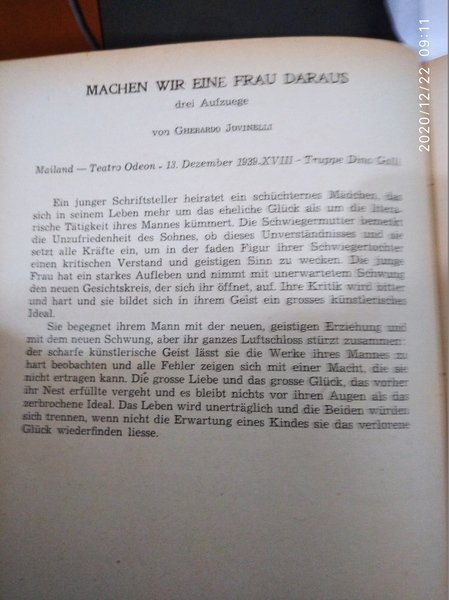 MACHEN WIR EINE FRAU DARAUS
drei Aufzuege
von GHERARDO JOVINELLI
Mailand — Teatro Odeon - 13. Dezember 1939.XVIII - Truppe Dina Galli
Ein junger Schriftsteller heiratet ein schüchternes Mädchen, das
sich in seinem Leben mehr um das eheliche Glück als um die litera-
rische Tätigkeit ihres Mannes kümmert. Die Schwiegermutter bemerkt
die Unzufriedenheit des Sohnes, ob dieses Unverständnisses und sie
setzt alle Kräfte ein, um in der faden Figur ihrer Schwiegertochter
einen kritischen Verstand und geistigen Sinn zu wecken. Die junge
Frau hat ein starkes Aufleben und nimmt mit unerwartetem Schwung
den neuen Gesichtskreis, der sich ihr öffnet, auf. Ihre Kritik wird bitter
und hart und sie bildet sich in ihrem Geist ein grosses künstlerisches
Ideal.
Sie begegnet ihrem Mann mit der neuen, geistigen Erziehung und
mit dem neuen Schwung, aber ihr ganzes Luftschloss stürzt zusammen:
der scharfe künstlerische Geist lässt sie die Werke ihres Mannes zu
hart beobachten und alle Fehler zeigen sich mit einer Macht, die sie
nicht ertragen kann. Die grosse Liebe und das grosse Glück, das vorher
ihr Nest erfüllte vergeht und es bleibt nichts vor ihren Augen als das
zerbrochene Ideal. Das Leben wird unerträglich und die Beiden würden
sich trennen, wenn nicht die Erwartung eines Kindes sie das verlorene
Glück wiederfinden liesse.
2020/12/22 09:11